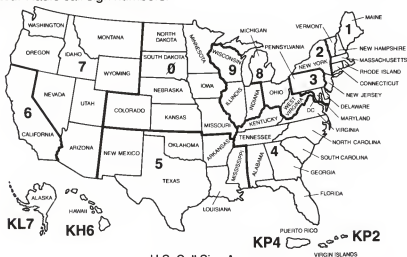 WASHINGTON
OREGON
IDAHO
MONTANA
WYOMING
NEVADA
UTAH
CALIFORNIA
ARIZONA
7
6
NORTH DAKOTA
SOUTH DAKOTA
Ø
NEBRASKA
MINNESOTA
IOWA
COLORADO
KANSAS
MISSOURI
NEW MEXICO
OKLAHOMA
5
TEXAS
ARKANSAS
LOUISIANA
MISSISSIPPI
WISCONSIN
9
ILLINOIS
INDIANA
MICHIGAN
8
OHIO
WEST VIRGINIA
KENTUCKY
TENNESSEE
ALABAMA
4
PENNSYLVANIA
3
VERMONT
NEW YORK
2
1
MAINE
NEW HAMPSHIRE
MASSACHUSETTS
RHODE ISLAND
CONNECTICUT
NEW JERSEY
DELAWARE
MARYLAND
VIRGINIA
NORTH CAROLINA
SOUTH CAROLINA
GEORGIA
FLORIDA
ALASKA
KL7
HAWAII
KH6
PUERTO RICO
KP4
KP2
VIRGIN ISLANDS